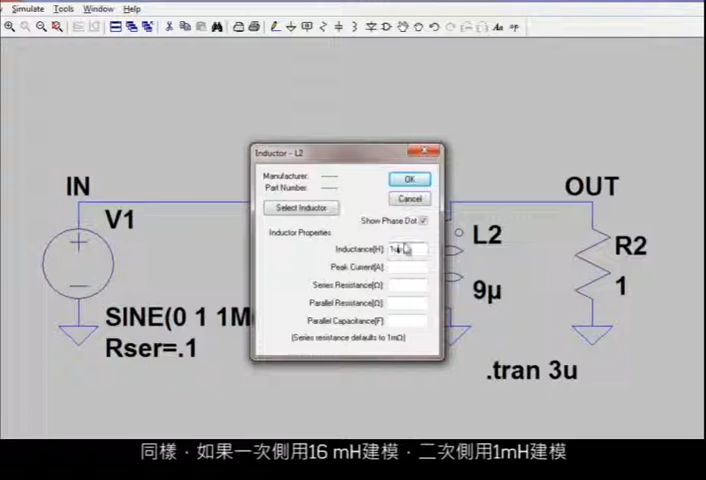 Simulate Tools Window Help
Inductor - L2
Manufacturer: ----
Part Number: ----
OK
Select Inductor
Cancel
Show Phase Dot
Inductor Properties
Inductance[H]
Peak Current[A]
Series Resistance[Ω]
Parallel Resistance[Ω]
Parallel Capacitance[F]
(Series resistance defaults to 1mΩ)
IN
V1
SINE(0 1 1M
Rser=.1
L2
9µ
OUT
R2
1
.tran 3u
同樣，如果一次側用16 mH建模，二次側用1mH建模